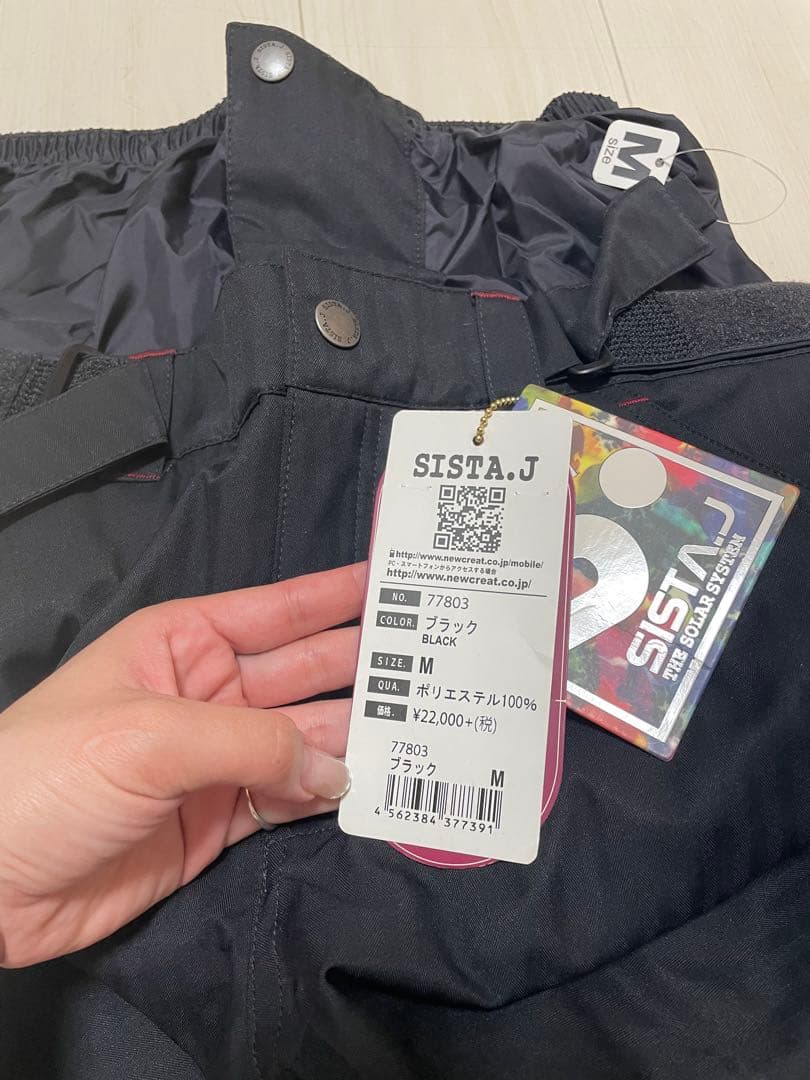 SISTA.J SISTA
M
size
SISTA.J
SISTA.J
http://www.newcreat.co.jp/mobile/
PC・スマートフォンからアクセスする場合
http://www.newcreat.co.jp/
NO. 77803
COLOR. ブラック
BLACK
SIZE. M
QUA. ポリエステル100%
価格. ¥22,000+(税)
77803
ブラック M
4 562384 377391
SISTA.J
THE SOLAR SYSTEM